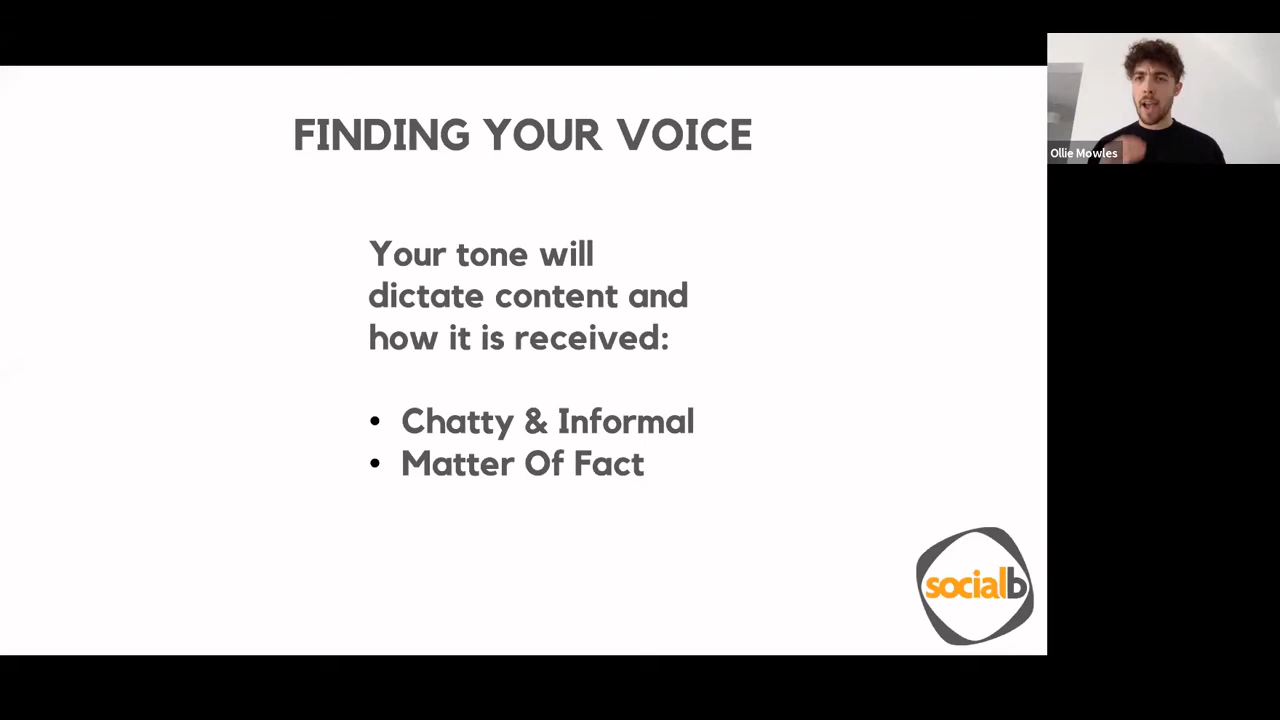 FINDING YOUR VOICE
Your tone will
dictate content and
how it is received:
• Chatty & Informal
• Matter Of Fact
socialb
Ollie Mowles